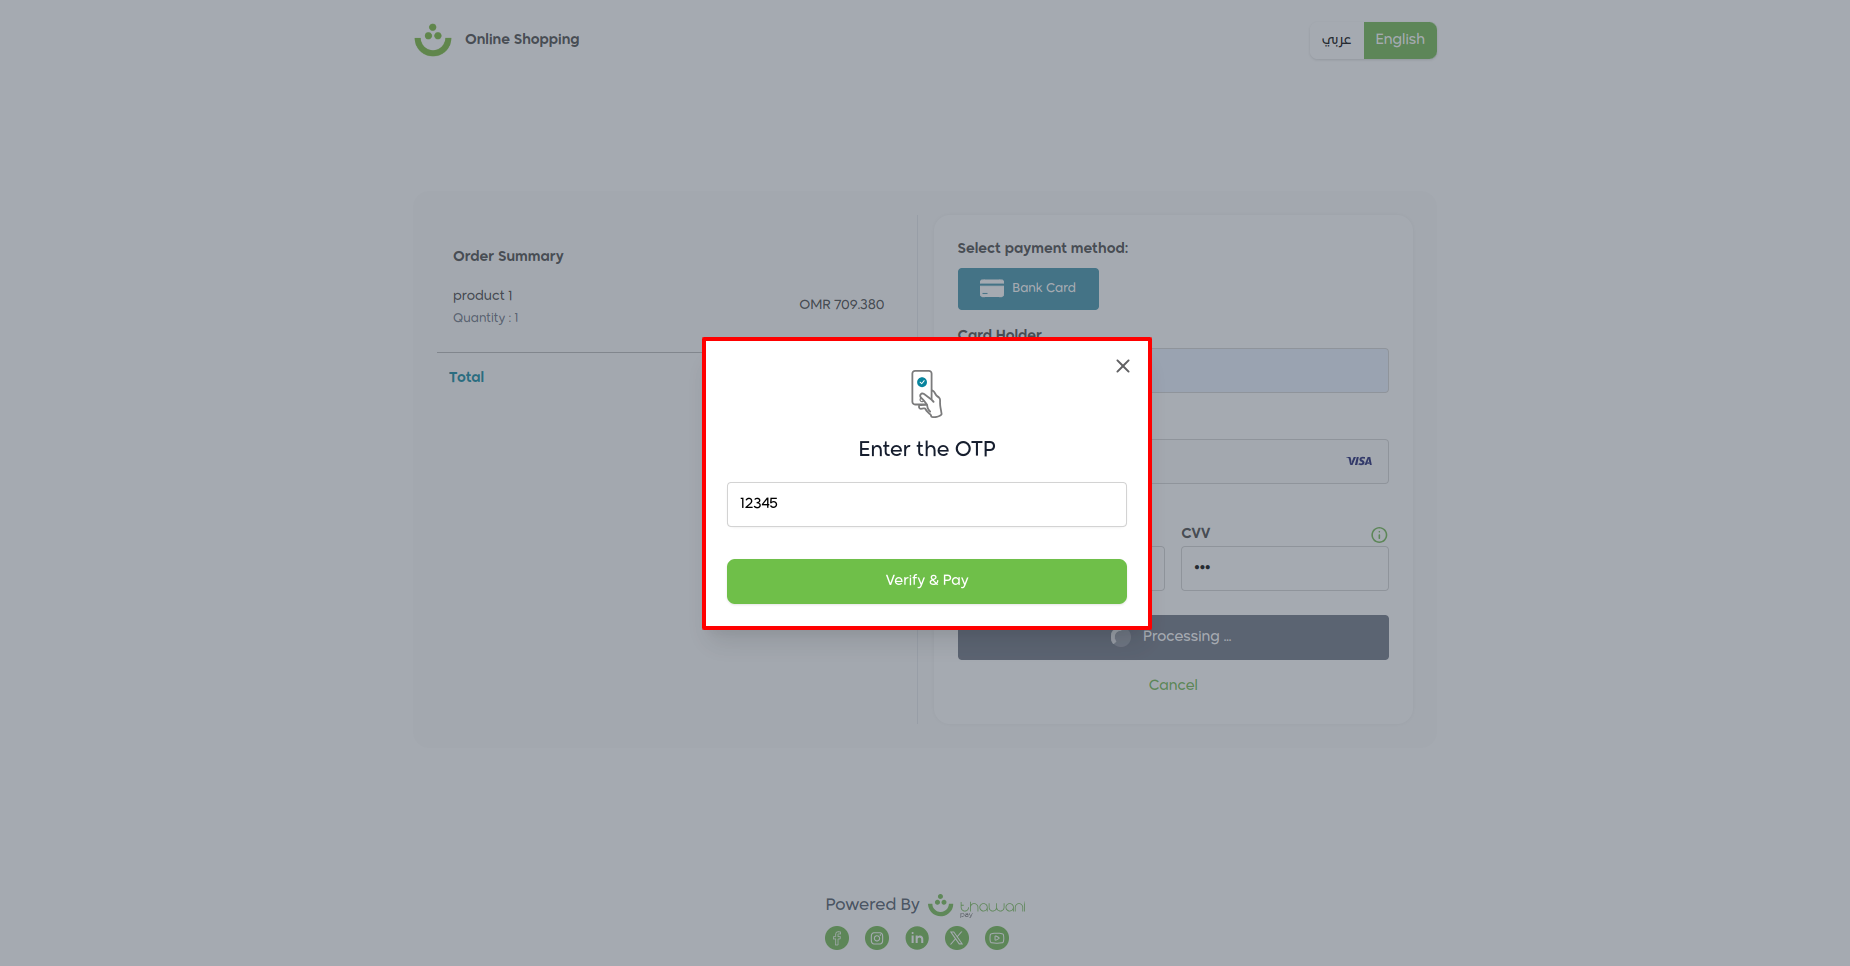 Online Shopping
عربي
English
Order Summary
product 1
OMR 709.380
Quantity : 1
Total
Select payment method:
Bank Card
Card Holder
VISA
CVV
•••
Processing ...
Cancel
Enter the OTP
12345
Verify & Pay
Powered By thawani
pay